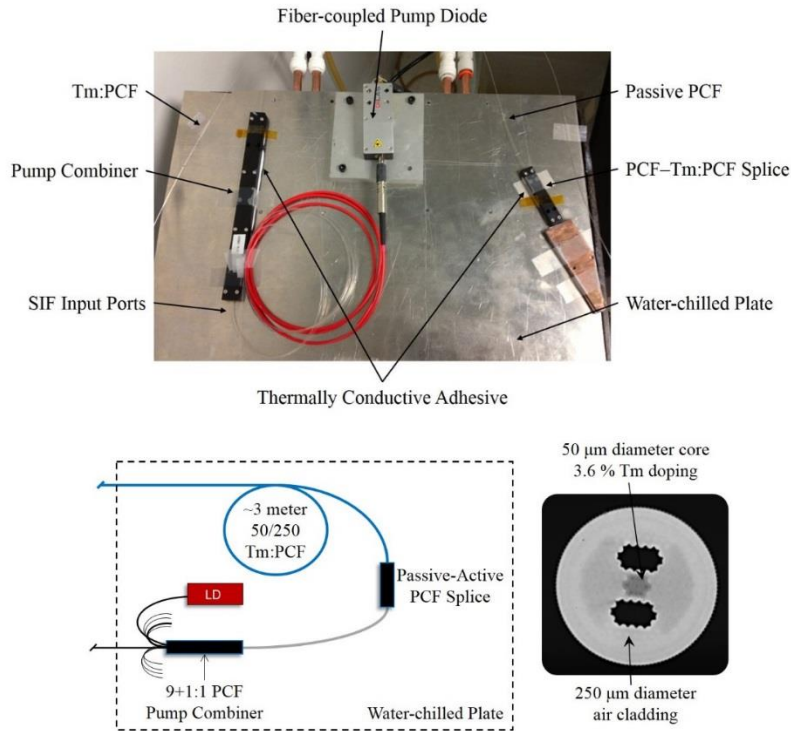 Fiber-coupled Pump Diode
Tm:PCF
Passive PCF
Pump Combiner
PCF–Tm:PCF Splice
SIF Input Ports
Water-chilled Plate
Thermally Conductive Adhesive
~3 meter
50/250
Tm:PCF
Passive-Active
PCF Splice
LD
9+1:1 PCF
Pump Combiner
Water-chilled Plate
50 μm diameter core
3.6 % Tm doping
250 μm diameter
air cladding